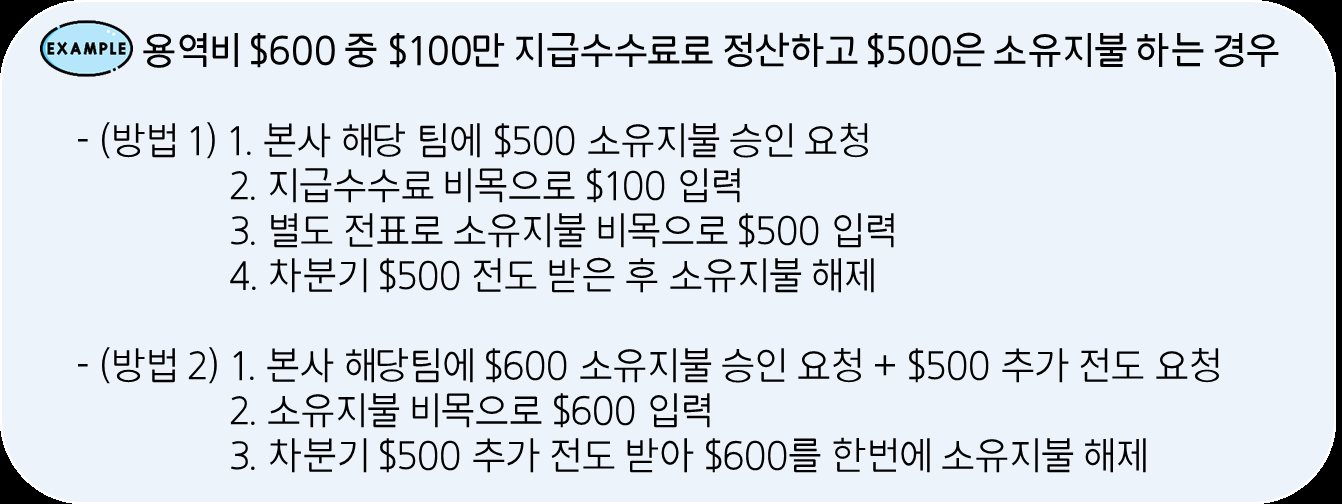 EXAMPLE 용역비 $600 중 $100만 지급수수료로 정산하고 $500은 소유지불 하는 경우
- (방법 1) 1. 본사 해당 팀에 $500 소유지불 승인 요청
2. 지급수수료 비목으로 $100 입력
3. 별도 전표로 소유지불 비목으로 $500 입력
4. 차분기 $500 전도 받은 후 소유지불 해제
- (방법 2) 1. 본사 해당팀에 $600 소유지불 승인 요청 + $500 추가 전도 요청
2. 소유지불 비목으로 $600 입력
3. 차분기 $500 추가 전도 받아 $600를 한번에 소유지불 해제